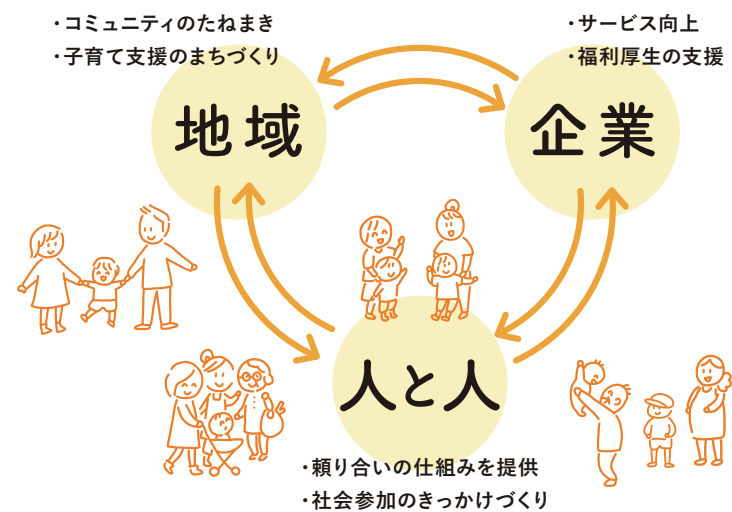 ・コミュニティのたねまき
・子育て支援のまちづくり
地域
・サービス向上
・福利厚生の支援
企業
人と人
・頼り合いの仕組みを提供
・社会参加のきっかけづくり